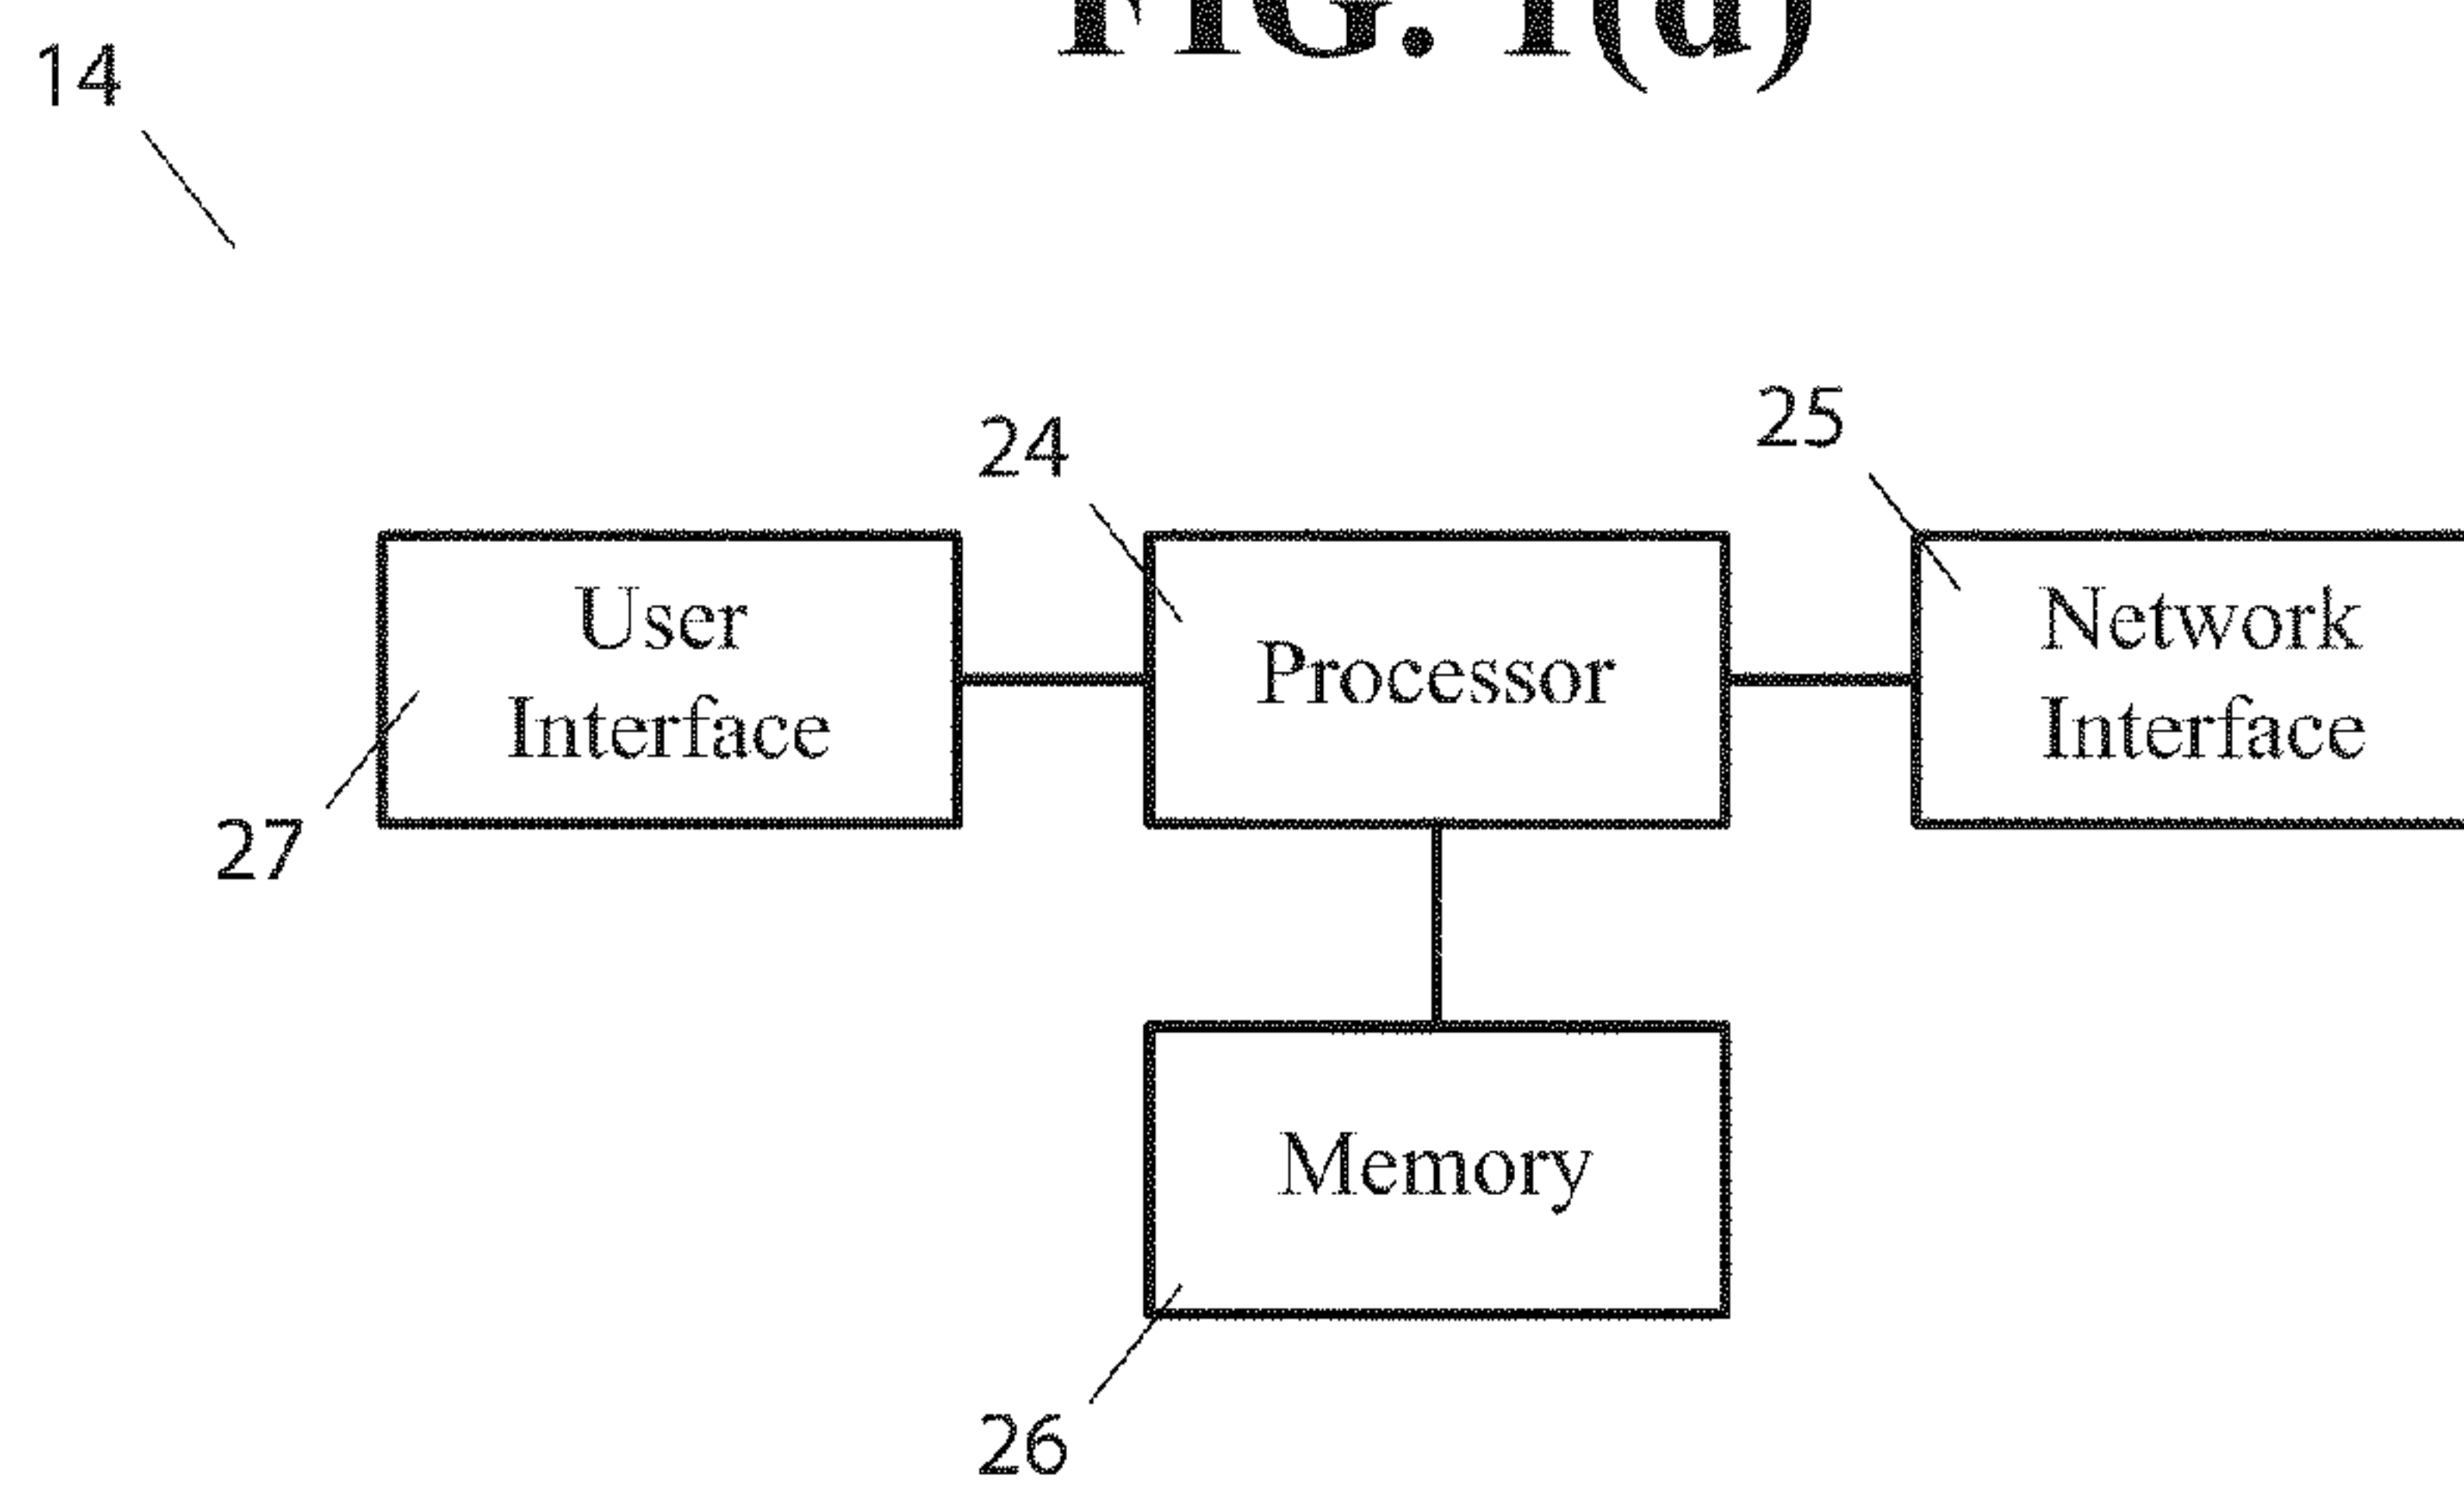 FIG. 1(d)
14
24
25
User
Interface
Processor
Network
Interface
27
Memory
26